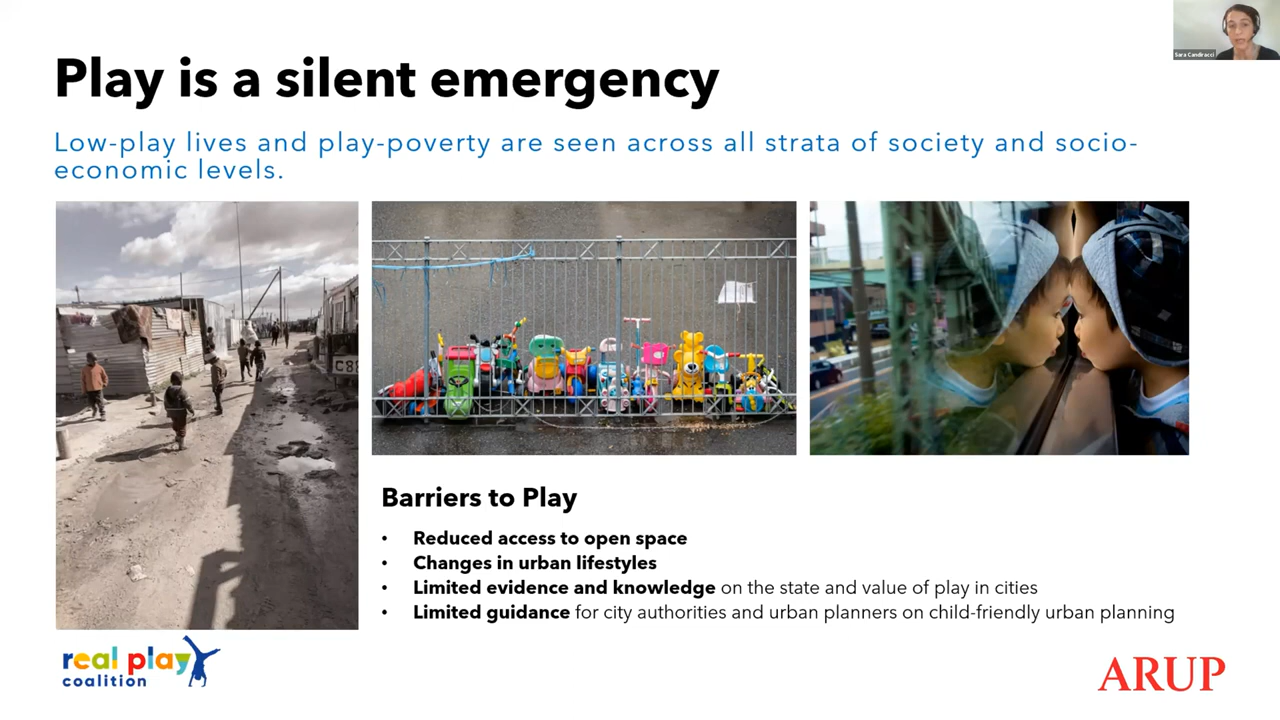 Sara Candiracci
Play is a silent emergency
Low-play lives and play-poverty are seen across all strata of society and socio-
economic levels.
Barriers to Play
• Reduced access to open space
• Changes in urban lifestyles
• Limited evidence and knowledge on the state and value of play in cities
• Limited guidance for city authorities and urban planners on child-friendly urban planning
real play
coalition
ARUP